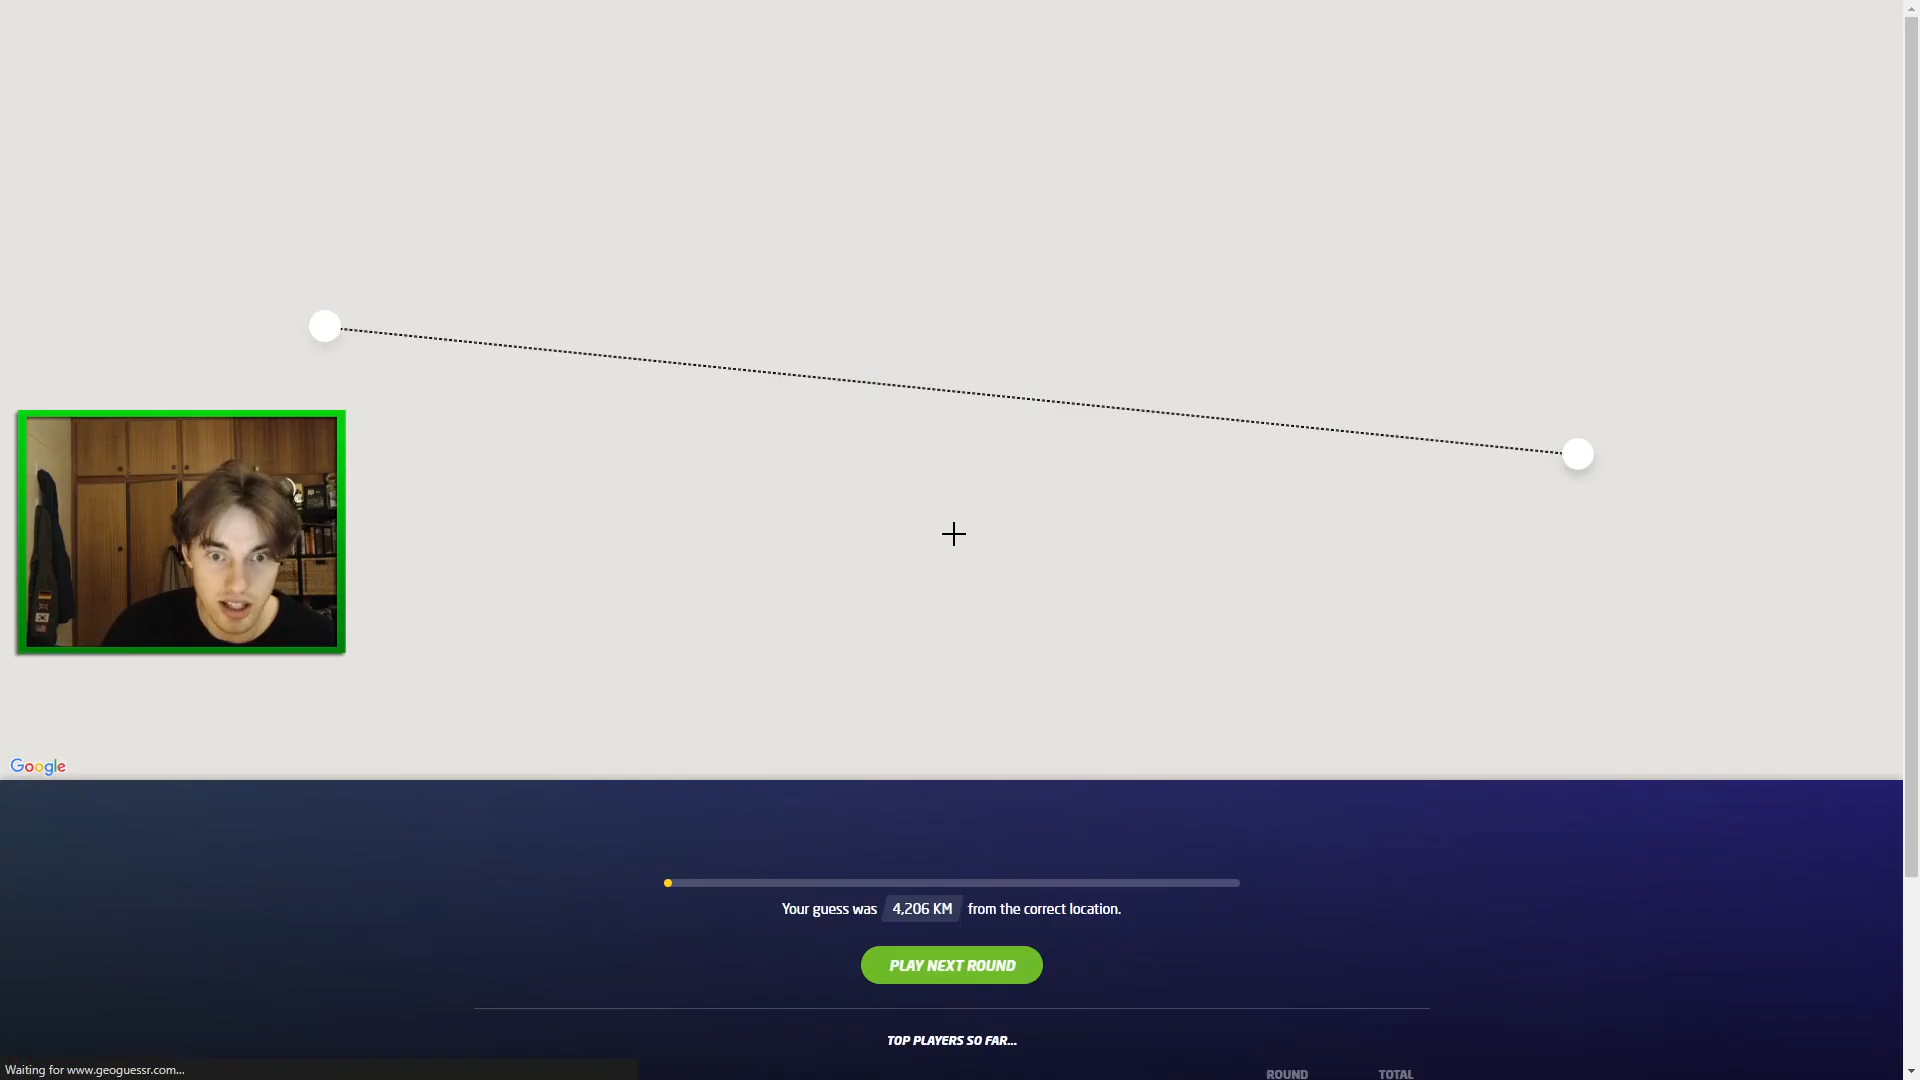 Google
Your guess was 4,206 KM from the correct location.
PLAY NEXT ROUND
TOP PLAYERS SO FAR...
Waiting for www.geoguessr.com...
ROUND TOTAL